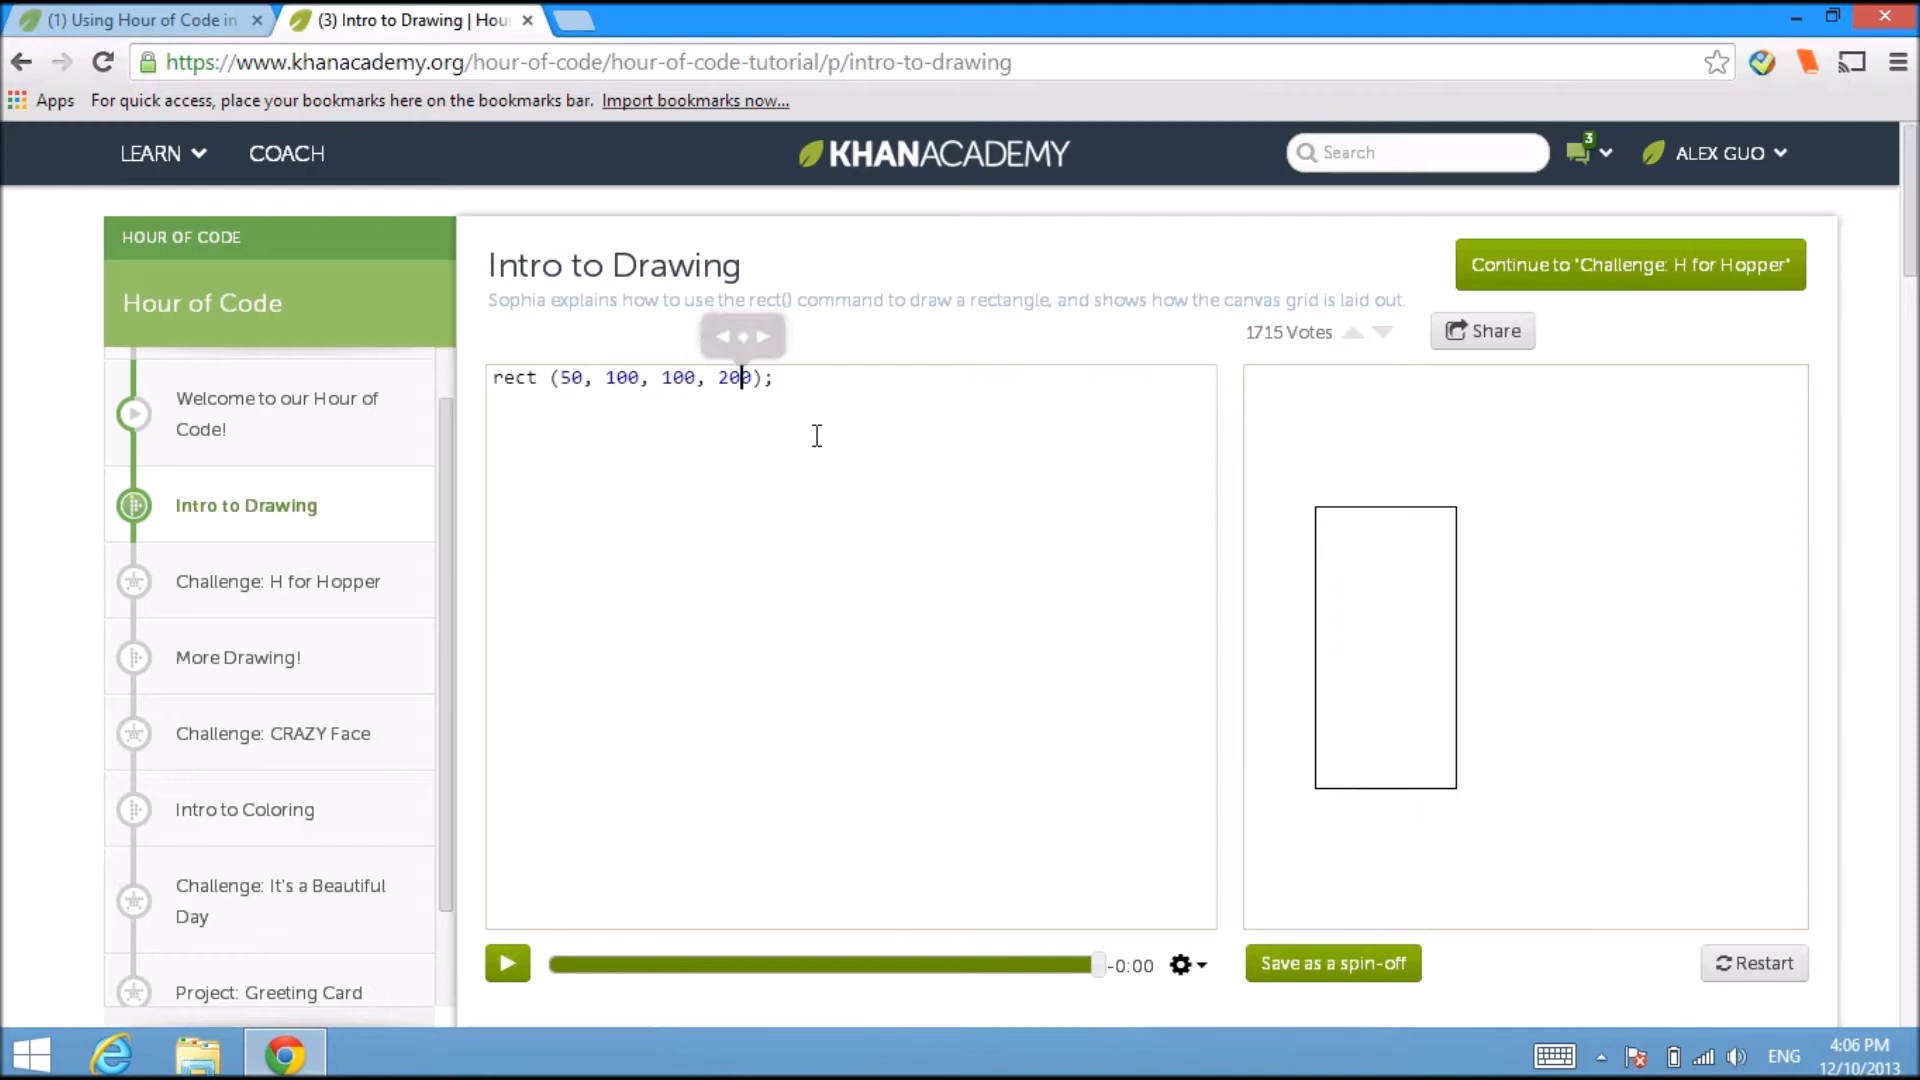 (1) Using Hour of Code in
(3) Intro to Drawing | Hou
https://www.khanacademy.org/hour-of-code/hour-of-code-tutorial/p/intro-to-drawing
Apps For quick access, place your bookmarks here on the bookmarks bar. Import bookmarks now...
LEARN COACH KHANACADEMY Search 3 ALEX GUO
HOUR OF CODE
Hour of Code
Welcome to our Hour of
Code!
Intro to Drawing
Challenge: H for Hopper
More Drawing!
Challenge: CRAZY Face
Intro to Coloring
Challenge: It's a Beautiful
Day
Project: Greeting Card
Intro to Drawing
Continue to "Challenge: H for Hopper"
Sophia explains how to use the rect() command to draw a rectangle, and shows how the canvas grid is laid out.
1715 Votes Share
rect (50, 100, 100, 200);
-0:00
Save as a spin-off
Restart
ENG
4:06 PM
12/10/2013